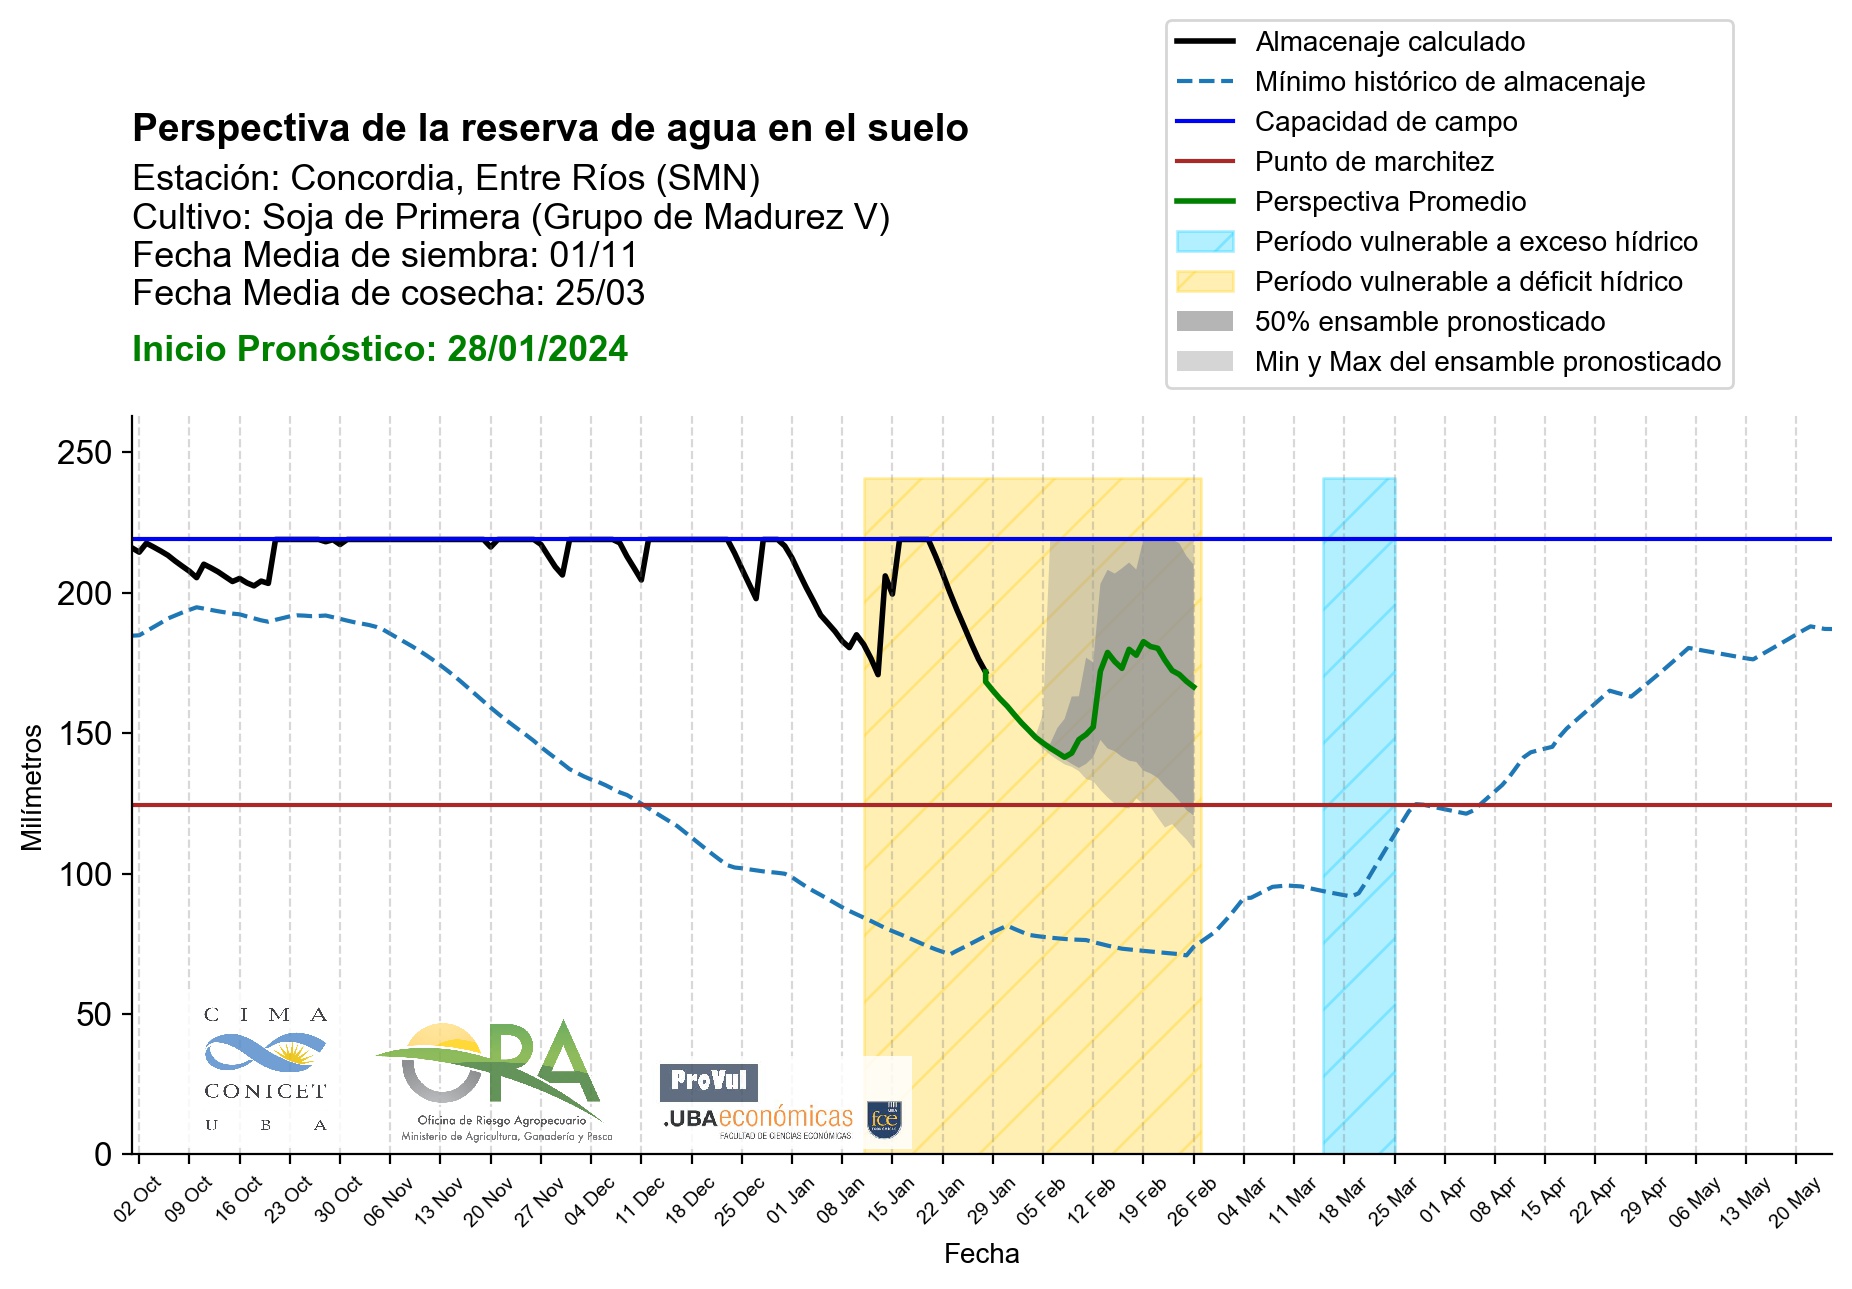 Almacenaje calculado
Mínimo histórico de almacenaje
Capacidad de campo
Punto de marchitez
Perspectiva Promedio
Período vulnerable a exceso hídrico
Período vulnerable a déficit hídrico
50% ensamble pronosticado
Min y Max del ensamble pronosticado
Perspectiva de la reserva de agua en el suelo
Estación: Concordia, Entre Ríos (SMN)
Cultivo: Soja de Primera (Grupo de Madurez V)
Fecha Media de siembra: 01/11
Fecha Media de cosecha: 25/03
Inicio Pronóstico: 28/01/2024
Milímetros
250
200
150
100
50
0
CIMA
CONICET
UBA
ORA
Oficina de Riesgo Agropecuario
Ministerio de Agricultura, Ganadería y Pesca
ProVul
.UBAeconómicas
FACULTAD DE CIENCIAS ECONÓMICAS
UBA
fce
ECONÓMICAS
02 Oct
09 Oct
16 Oct
23 Oct
30 Oct
06 Nov
13 Nov
20 Nov
27 Nov
04 Dec
11 Dec
18 Dec
25 Dec
01 Jan
08 Jan
15 Jan
22 Jan
29 Jan
05 Feb
12 Feb
19 Feb
26 Feb
04 Mar
11 Mar
18 Mar
25 Mar
01 Apr
08 Apr
15 Apr
22 Apr
29 Apr
06 May
13 May
20 May
Fecha